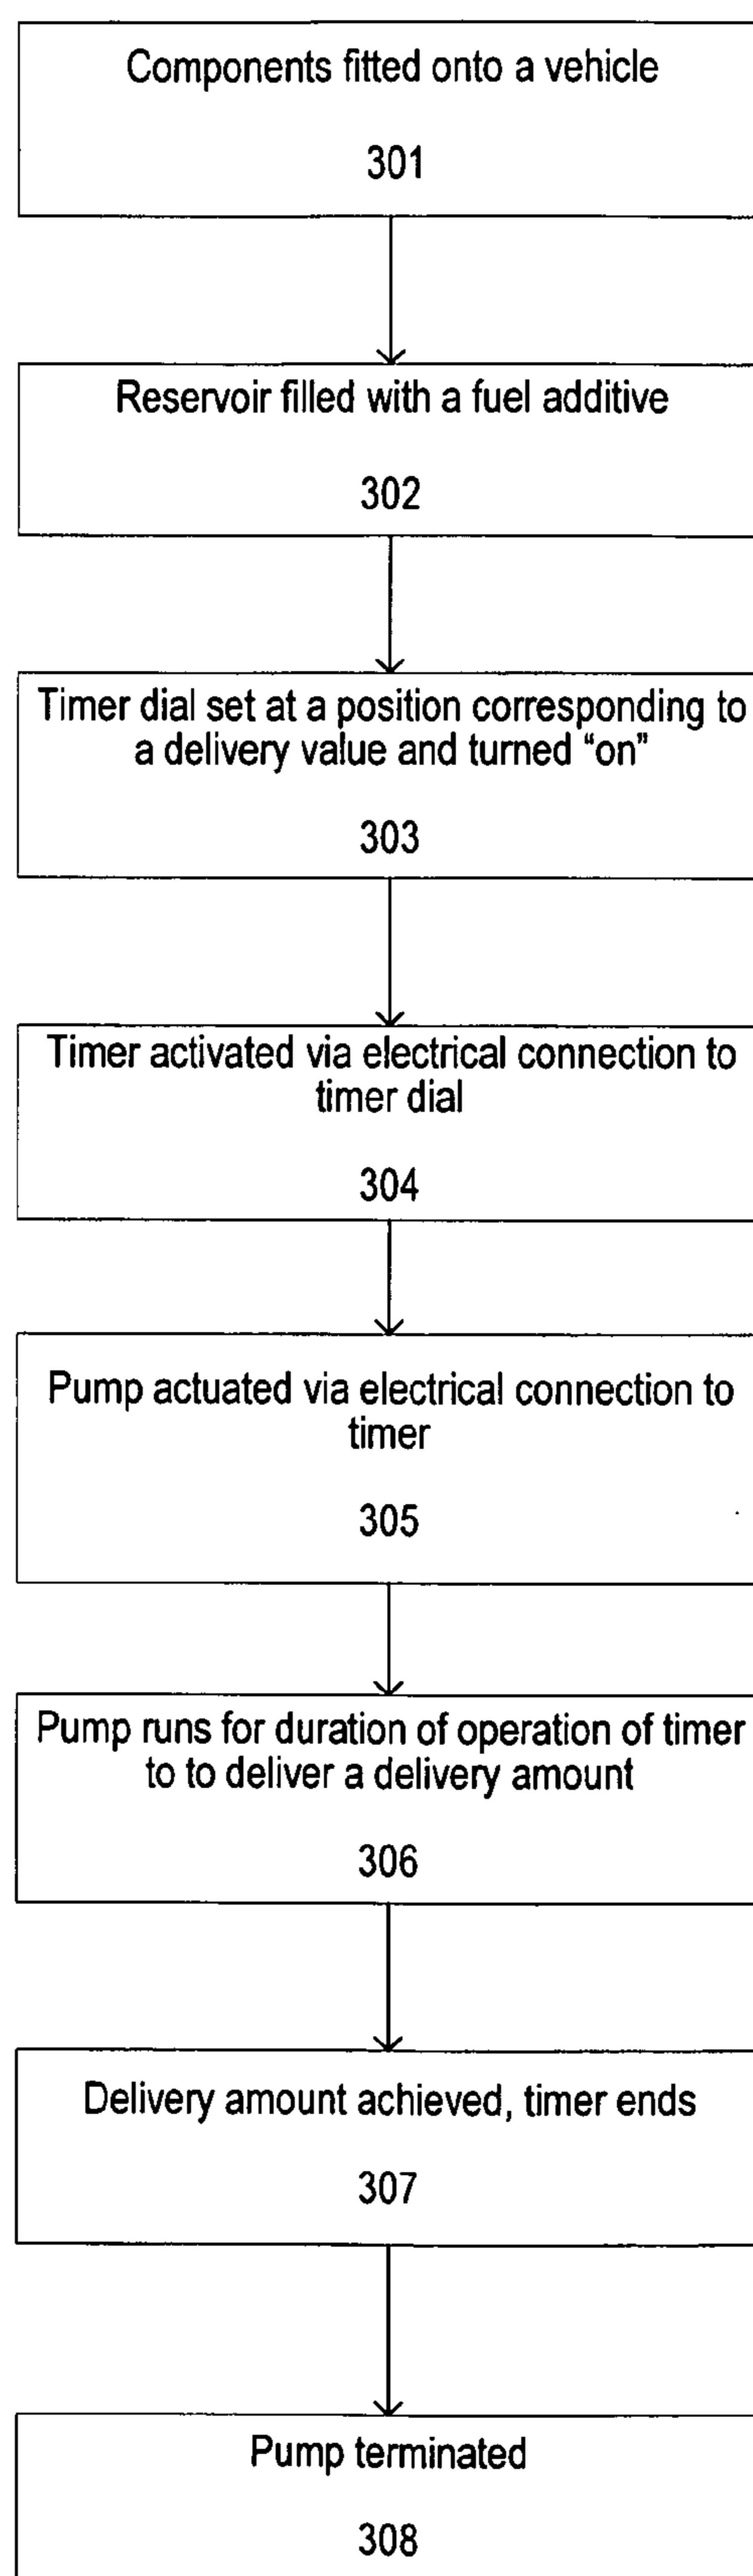 Components fitted onto a vehicle
301
Reservoir filled with a fuel additive
302
Timer dial set at a position corresponding to
a delivery value and turned “on”
303
Timer activated via electrical connection to
timer dial
304
Pump actuated via electrical connection to
timer
305
Pump runs for duration of operation of timer
to to deliver a delivery amount
306
Delivery amount achieved, timer ends
307
Pump terminated
308